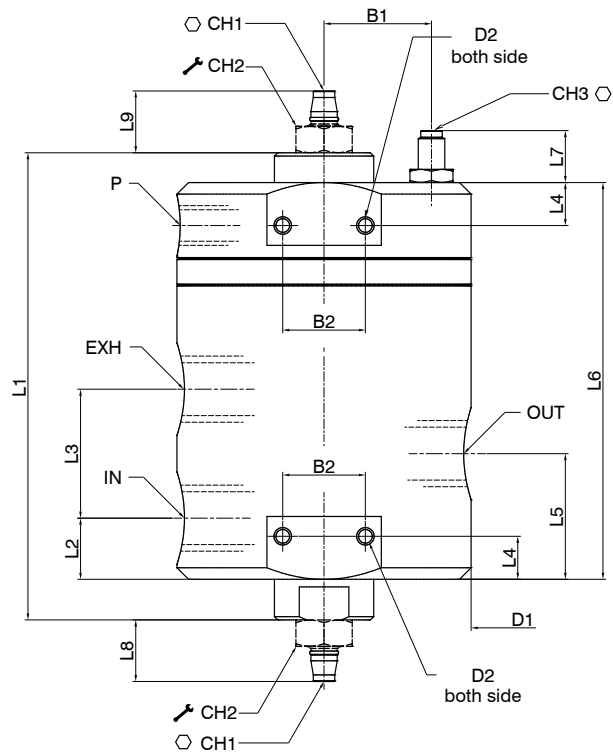 B1
CH1
D2
both side
CH2
CH3
L9
L7
P
L4
B2
EXH
L1
L6
OUT
L3
B2
IN
L5
L2
L4
D1
L8
D2
both side
CH2
CH1